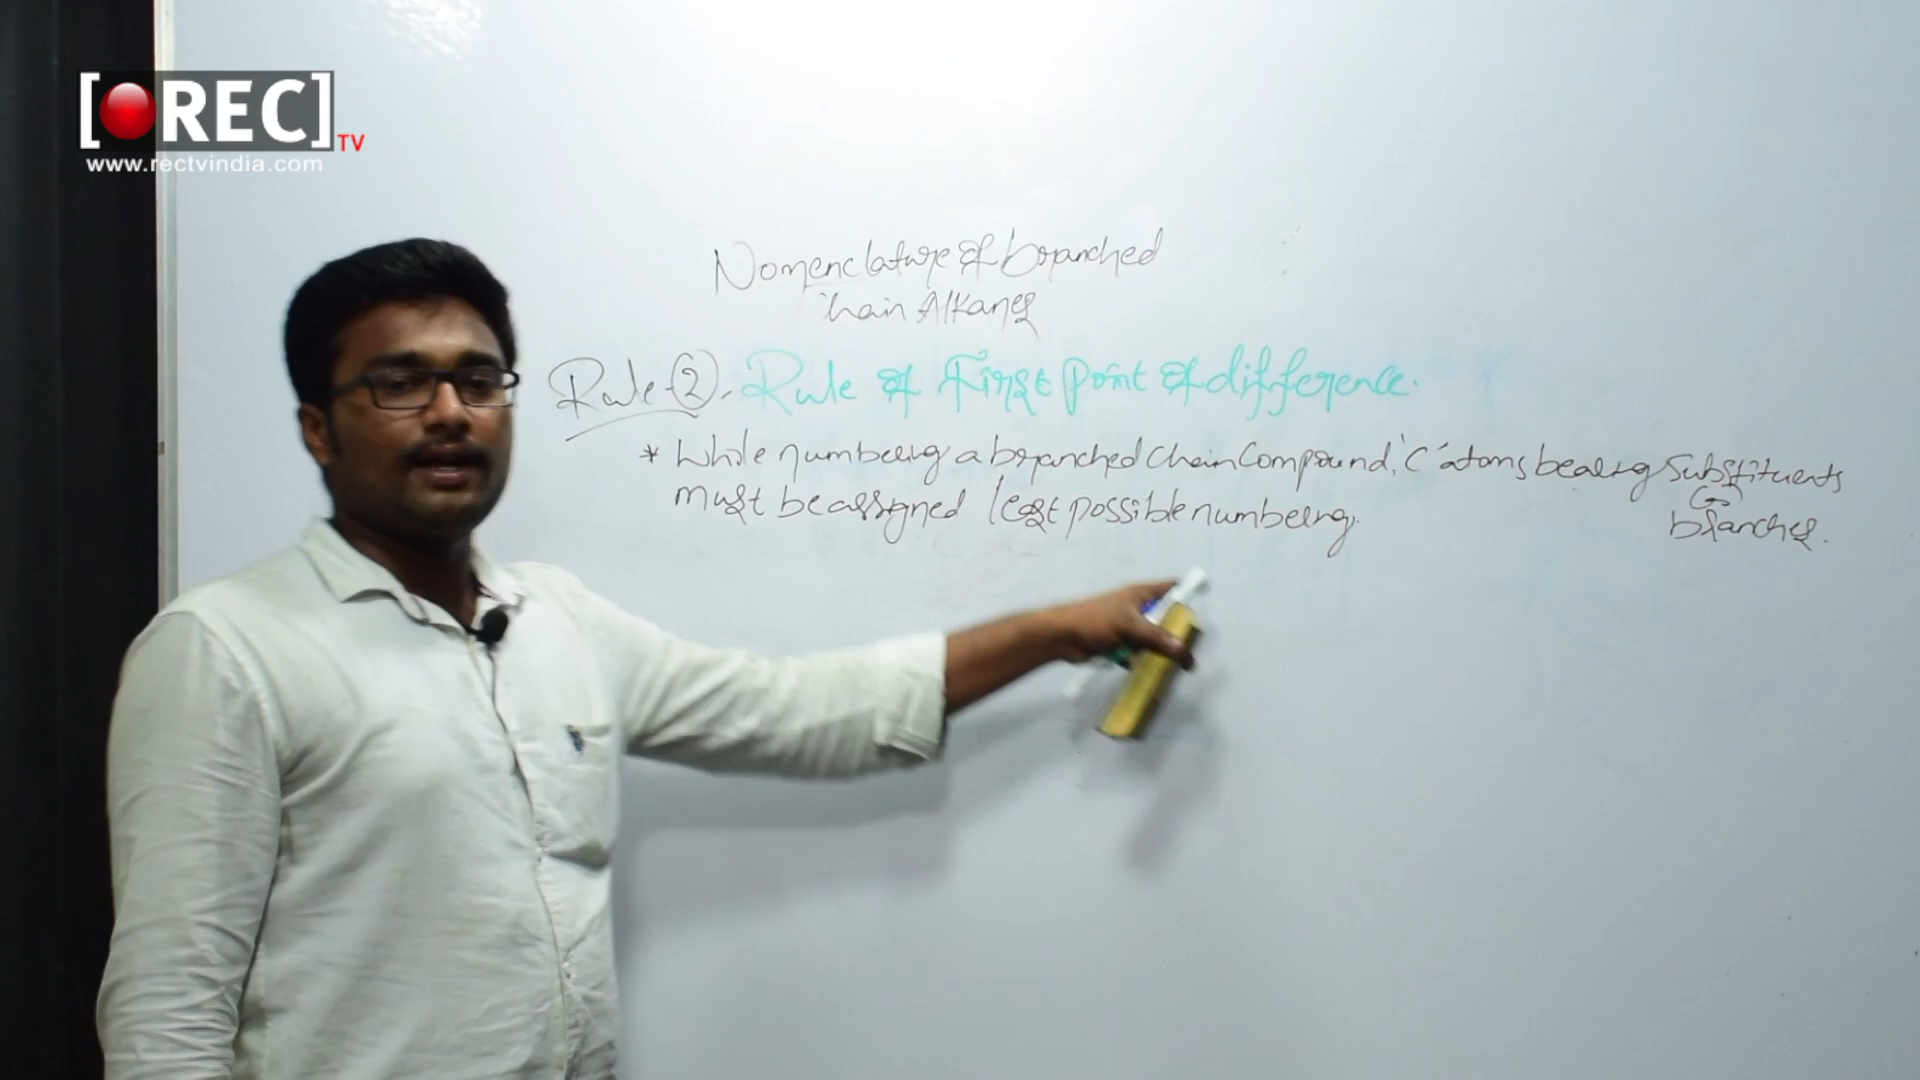 [REC]
TV
www.rectvindia.com
Nomenclature of branched
chain Alkanes
Rule-②. Rule of First Point of difference.
* While numbering a branched chain compound, 'C' atoms bearing substituents
must be assigned least possible numbering.
(or)
branches.